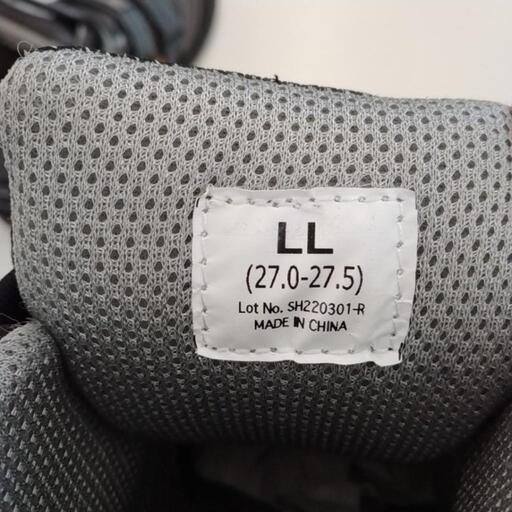 LL
(27.0-27.5)
Lot No. SH220301-R
MADE IN CHINA